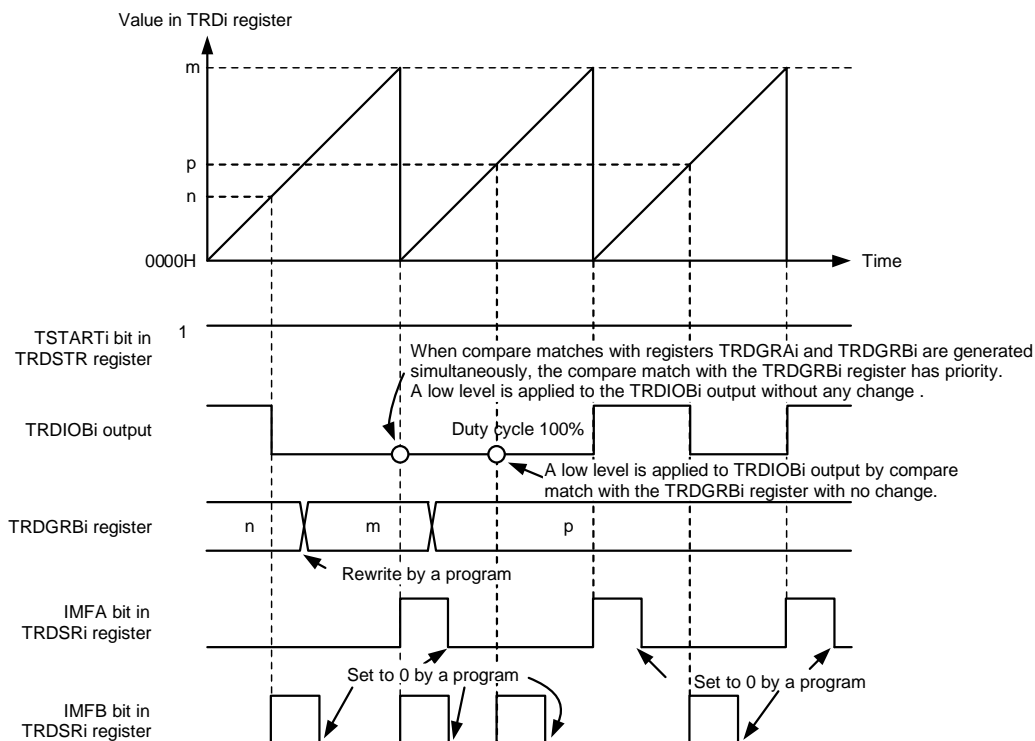 Value in TRDi register
m
p
n
0000H
Time
TSTARTi bit in
TRDSTR register
1
When compare matches with registers TRDGRAi and TRDGRBi are generated
simultaneously, the compare match with the TRDGRBi register has priority.
A low level is applied to the TRDIOBi output without any change .
TRDIOBi output
Duty cycle 100%
A low level is applied to TRDIOBi output by compare
match with the TRDGRBi register with no change.
TRDGRBi register
n
m
p
Rewrite by a program
IMFA bit in
TRDSRi register
Set to 0 by a program
Set to 0 by a program
IMFB bit in
TRDSRi register